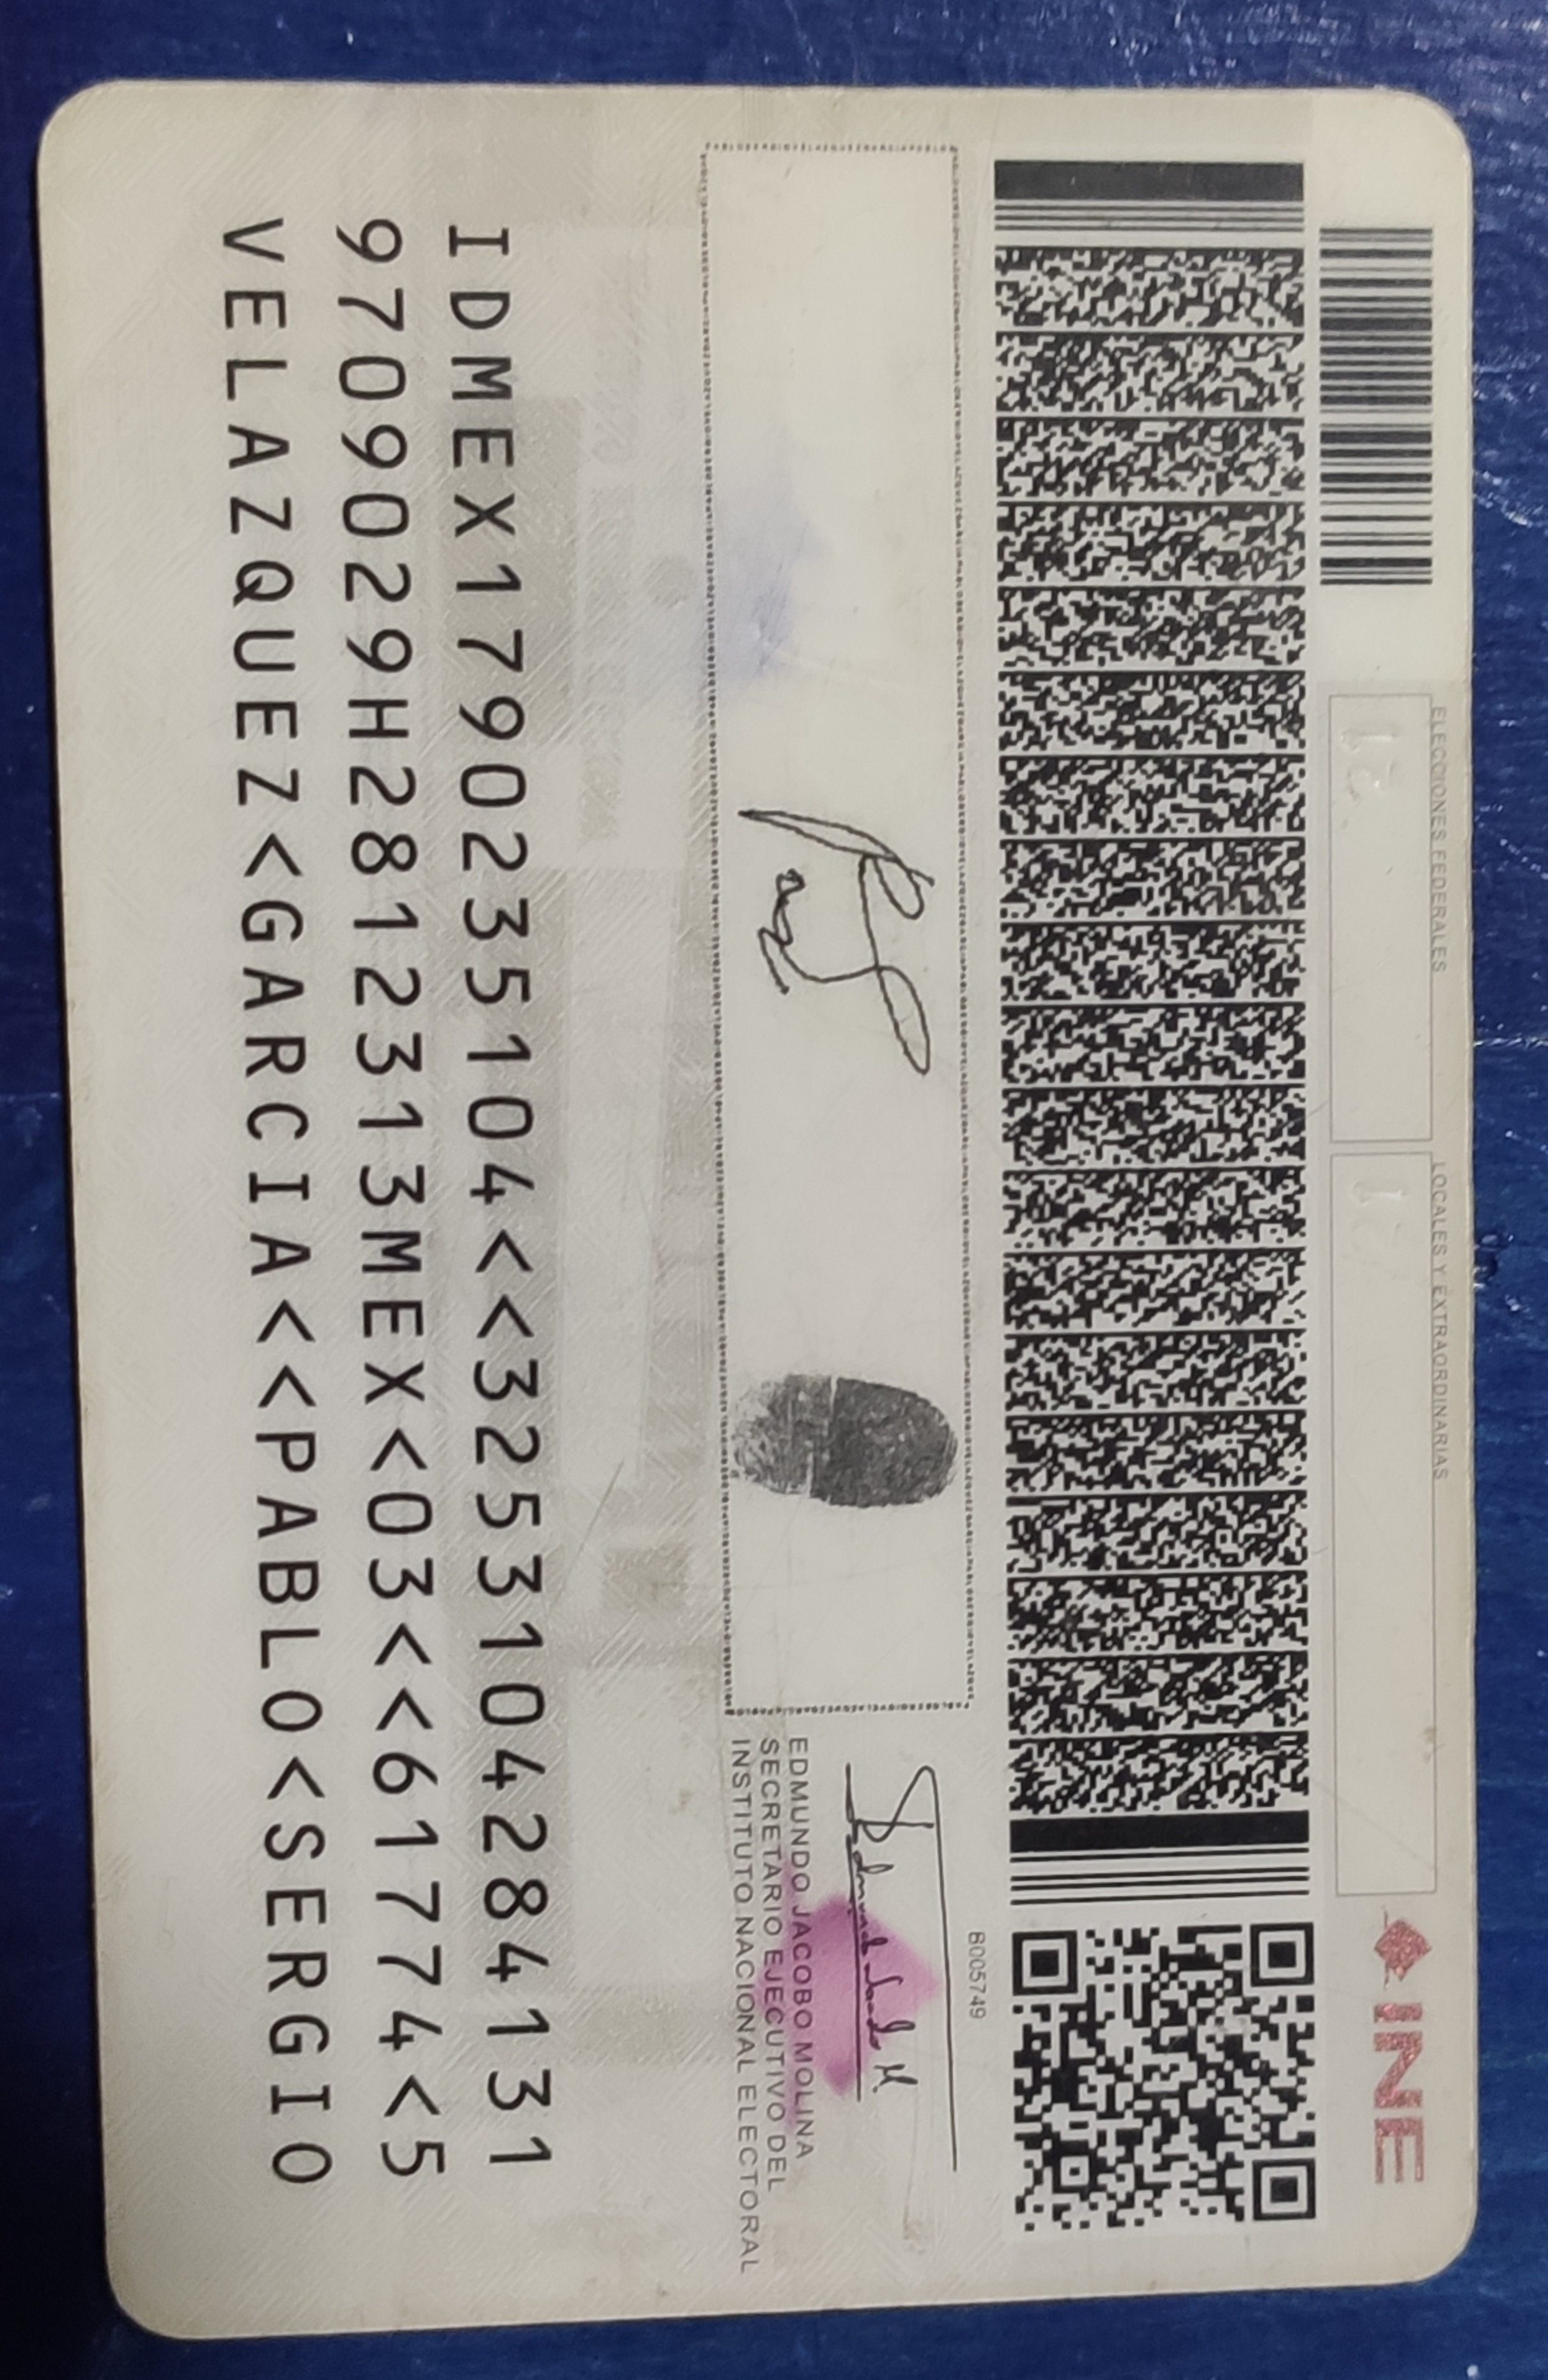 ELECCIONES FEDERALES
LOCALES Y EXTRAORDINARIAS
INE
B005749
EDMUNDO JACOBO MOLINA
SECRETARIO EJECUTIVO DEL
INSTITUTO NACIONAL ELECTORAL
IDMEX1790235104<<3253104284131
9709029H2812313MEX<03<<61774<5
VELAZQUEZ<GARCIA<<PABLO<SERGIO